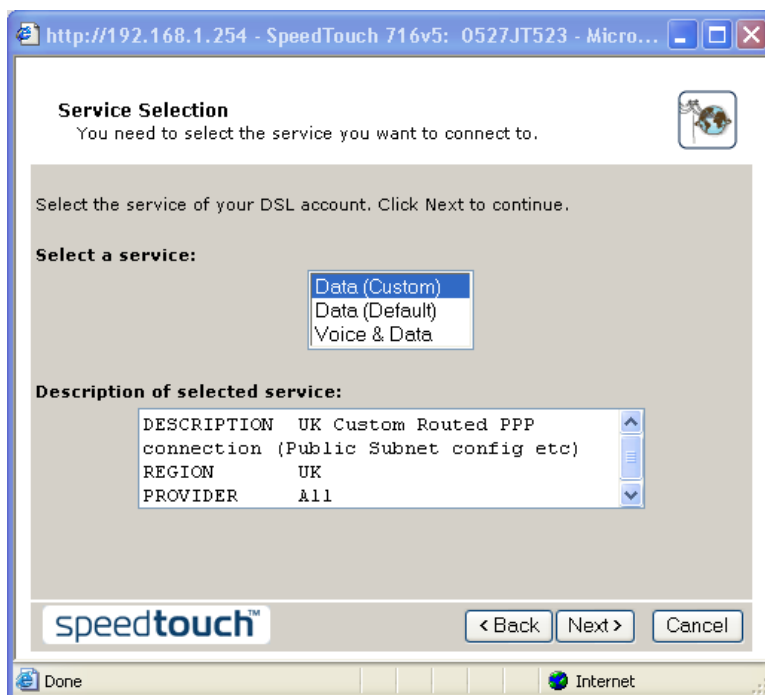 http://192.168.1.254 - SpeedTouch 716v5: 0527JT523 - Micro...
Service Selection
You need to select the service you want to connect to.
Select the service of your DSL account. Click Next to continue.
Select a service:
Data (Custom)
Data (Default)
Voice & Data
Description of selected service:
DESCRIPTION UK Custom Routed PPP
connection (Public Subnet config etc)
REGION UK
PROVIDER All
speedtouch™
< Back Next > Cancel
Done Internet